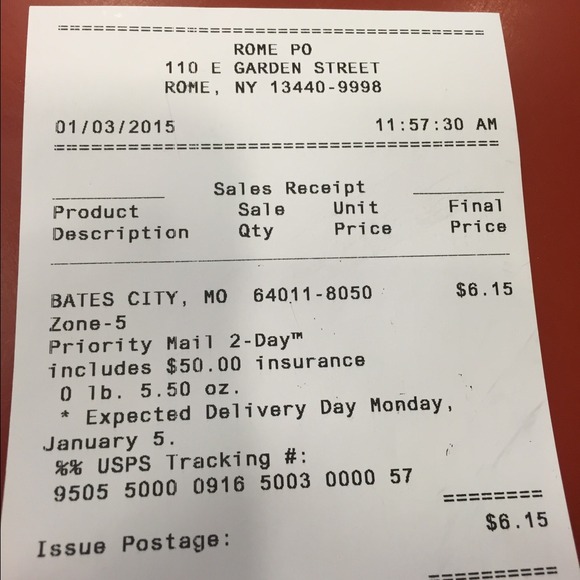 ========================================
ROME PO
110 E GARDEN STREET
ROME, NY 13440-9998
01/03/2015 11:57:30 AM
========================================
__________ Sales Receipt __________
Product Sale Unit Final
Description Qty Price Price
BATES CITY, MO 64011-8050 $6.15
Zone-5
Priority Mail 2-Day™
includes $50.00 insurance
0 lb. 5.50 oz.
* Expected Delivery Day Monday,
January 5.
%% USPS Tracking #:
9505 5000 0916 5003 0000 57
========
Issue Postage: $6.15
==========